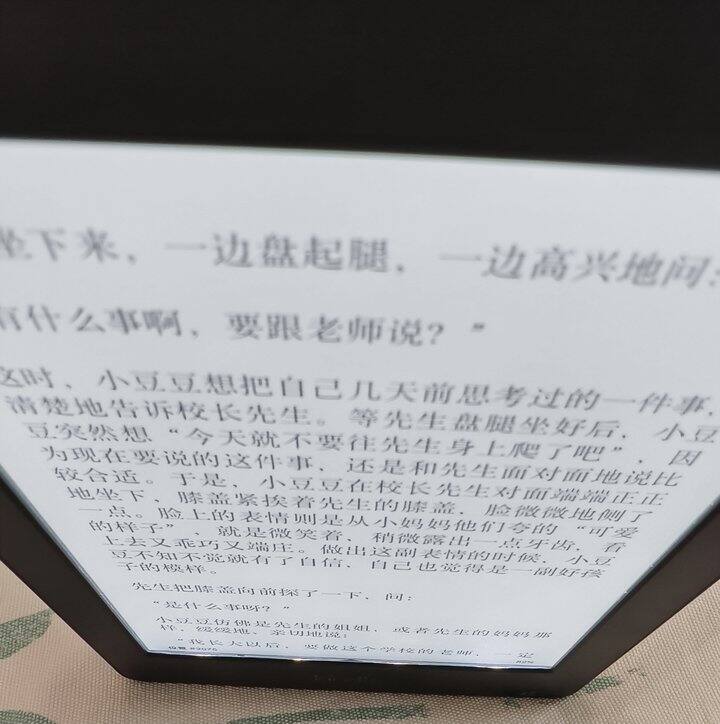 坐下来，一边盘起腿，一边高兴地问：
有什么事啊，要跟老师说？”
这时，小豆豆想把自己几天前思考过的一件事，
清楚地告诉校长先生。等先生盘腿坐好后，小豆
豆突然想“今天就不要往先生身上爬了吧”，因
为现在要说的这件事，还是和先生面对面地说比
较合适。于是，小豆豆在校长先生对面端端正正
地坐下，膝盖紧挨着先生的膝盖，脸微微地侧了
一点。脸上的表情则是从小妈妈他们夸的“可爱
的样子”，就是微笑着，稍微露出一点牙齿，看
上去又乖巧又端庄。做出这副表情的时候，小豆
豆不知不觉就有了自信，自己也觉得是一副好孩
子的模样。
先生把膝盖向前探了一下，问：
“是什么事呀？”
小豆豆仿佛是先生的姐姐，或者先生的妈妈那
样，缓缓地、亲切地说：
“我长大以后，要做这个学校的老师，一定
位置 #2076
82%